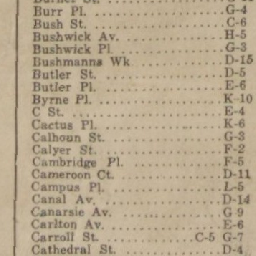 Burr Pl. G-4
Bush St. C-6
Bushwick Av. H-5
Bushwick Pl. G-3
Bushmanns Wk D-15
Butler St. D-5
Butler Pl. E-6
Byrne Pl. K-10
C St. E-4
Cactus Pl. K-6
Calhoun St. G-3
Calyer St. F-2
Cambridge Pl. F-5
Cameroon Ct. D-11
Campus Pl. L-5
Canal Av. D-14
Canarsie Av. G 9
Carlton Av. E-6
Carroll St. C-5 G-7
Cathedral St. D-4